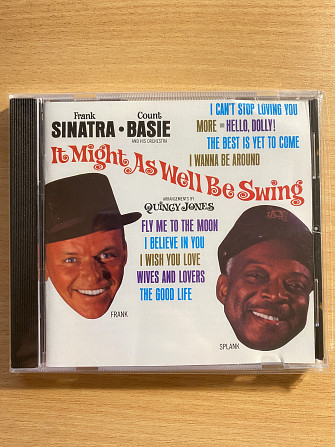 Frank
SINATRA • Count
BASIE
AND HIS ORCHESTRA
I CAN'T STOP LOVING YOU
MORE • HELLO, DOLLY!
THE BEST IS YET TO COME
I WANNA BE AROUND
It Might As Well Be Swing
ARRANGEMENTS BY
QUINCY JONES
FLY ME TO THE MOON
I BELIEVE IN YOU
I WISH YOU LOVE
WIVES AND LOVERS
THE GOOD LIFE
FRANK
SPLANK